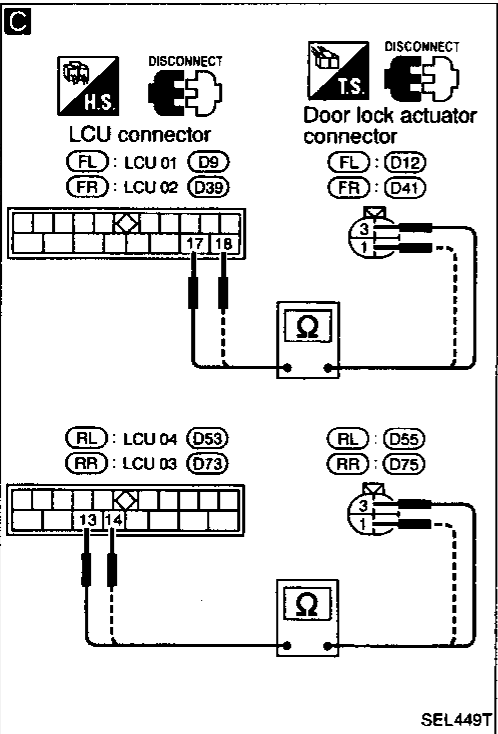 C
H.S.
DISCONNECT
T.S.
DISCONNECT
LCU connector
Door lock actuator
connector
FL : LCU 01 D9
FR : LCU 02 D39
FL : D12
FR : D41
17 18
3
1
Ω
RL : LCU 04 D53
RR : LCU 03 D73
RL : D55
RR : D75
13 14
3
1
Ω
SEL449T